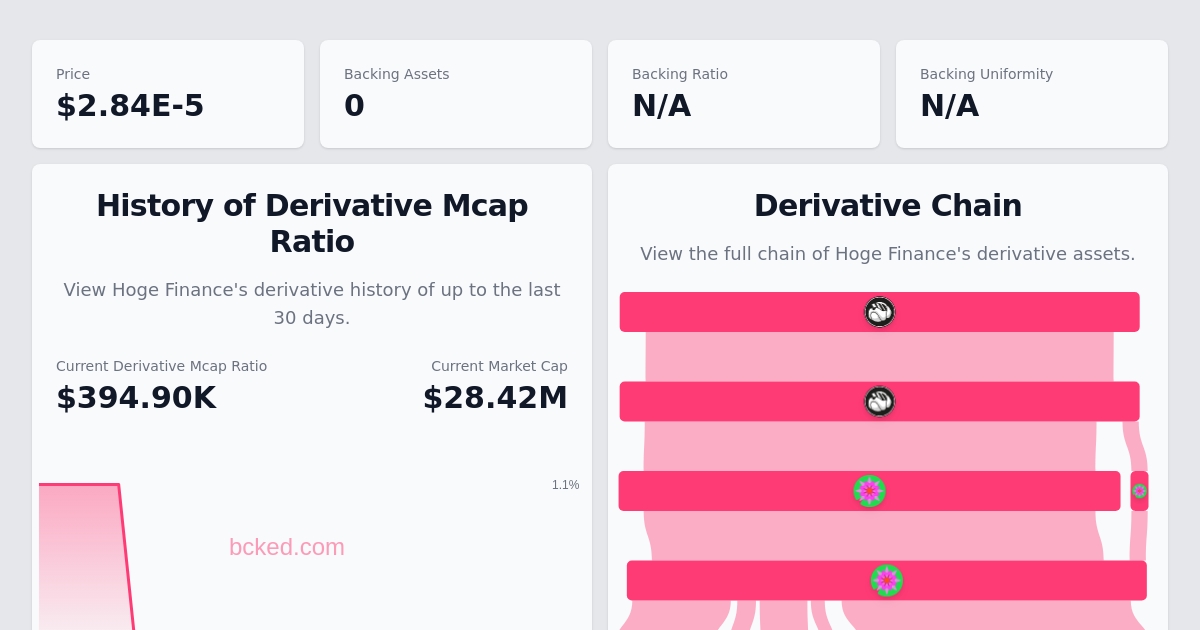 Price
$2.84E-5
Backing Assets
0
Backing Ratio
N/A
Backing Uniformity
N/A
History of Derivative Mcap
Ratio
View Hoge Finance's derivative history of up to the last
30 days.
Current Derivative Mcap Ratio
$394.90K
Current Market Cap
$28.42M
1.1%
bcked.com
Derivative Chain
View the full chain of Hoge Finance's derivative assets.